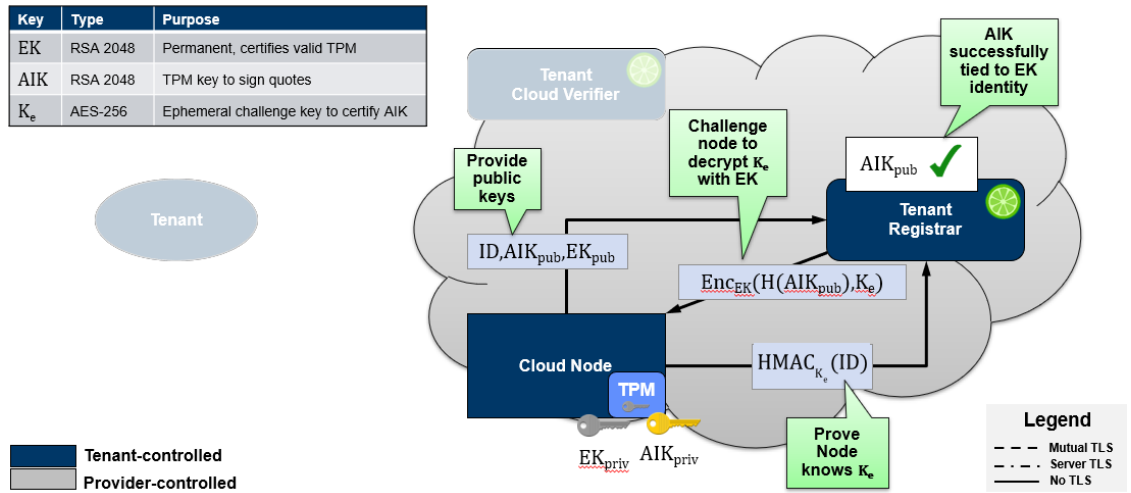 Key Type Purpose
EK RSA 2048 Permanent, certifies valid TPM
AIK RSA 2048 TPM key to sign quotes
Ke AES-256 Ephemeral challenge key to certify AIK
Tenant
Cloud Verifier
AIK
successfully
tied to EK
identity
Challenge
node to
decrypt Ke
with EK
Provide
public
keys
AIKpub
Tenant
Tenant
Registrar
ID,AIKpub,EKpub
EncEK(H(AIKpub),Ke)
Cloud Node
HMACKe(ID)
TPM
EKpriv
AIKpriv
Prove
Node
knows Ke
Tenant-controlled
Provider-controlled
Legend
Mutual TLS
Server TLS
No TLS